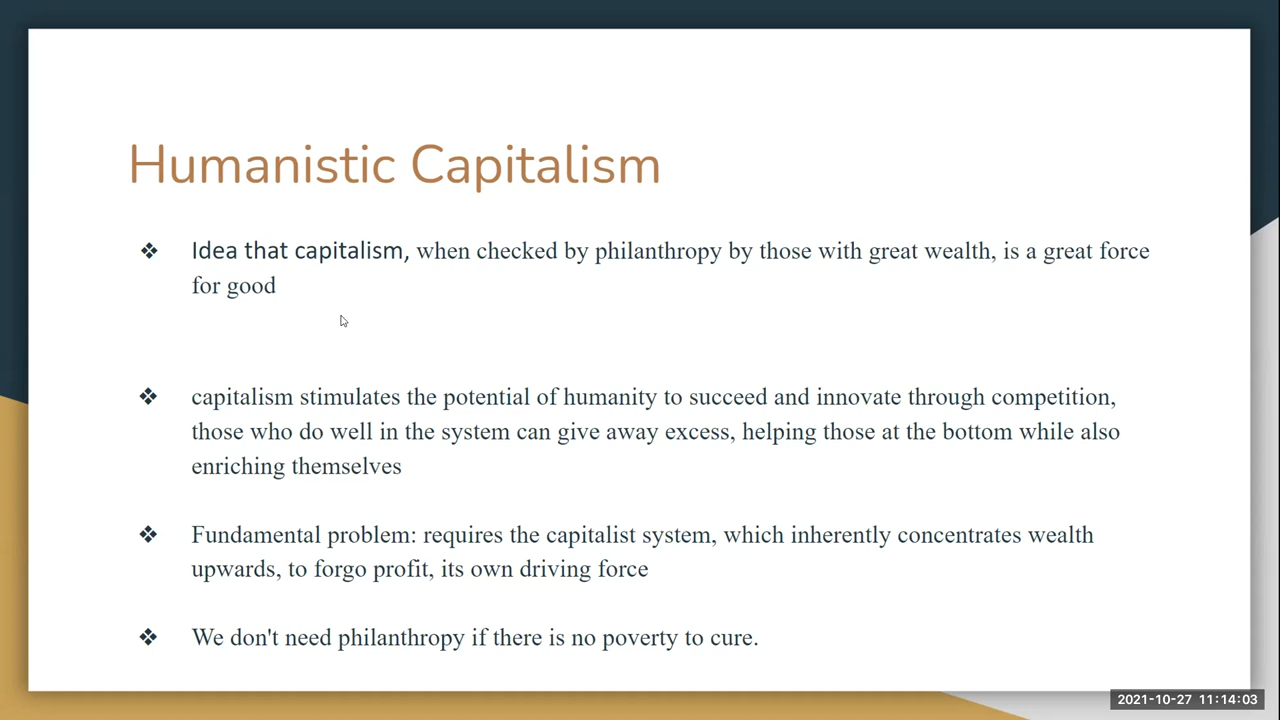 Humanistic Capitalism
❖ Idea that capitalism, when checked by philanthropy by those with great wealth, is a great force
for good
❖ capitalism stimulates the potential of humanity to succeed and innovate through competition,
those who do well in the system can give away excess, helping those at the bottom while also
enriching themselves
❖ Fundamental problem: requires the capitalist system, which inherently concentrates wealth
upwards, to forgo profit, its own driving force
❖ We don't need philanthropy if there is no poverty to cure.
2021-10-27 11:14:03